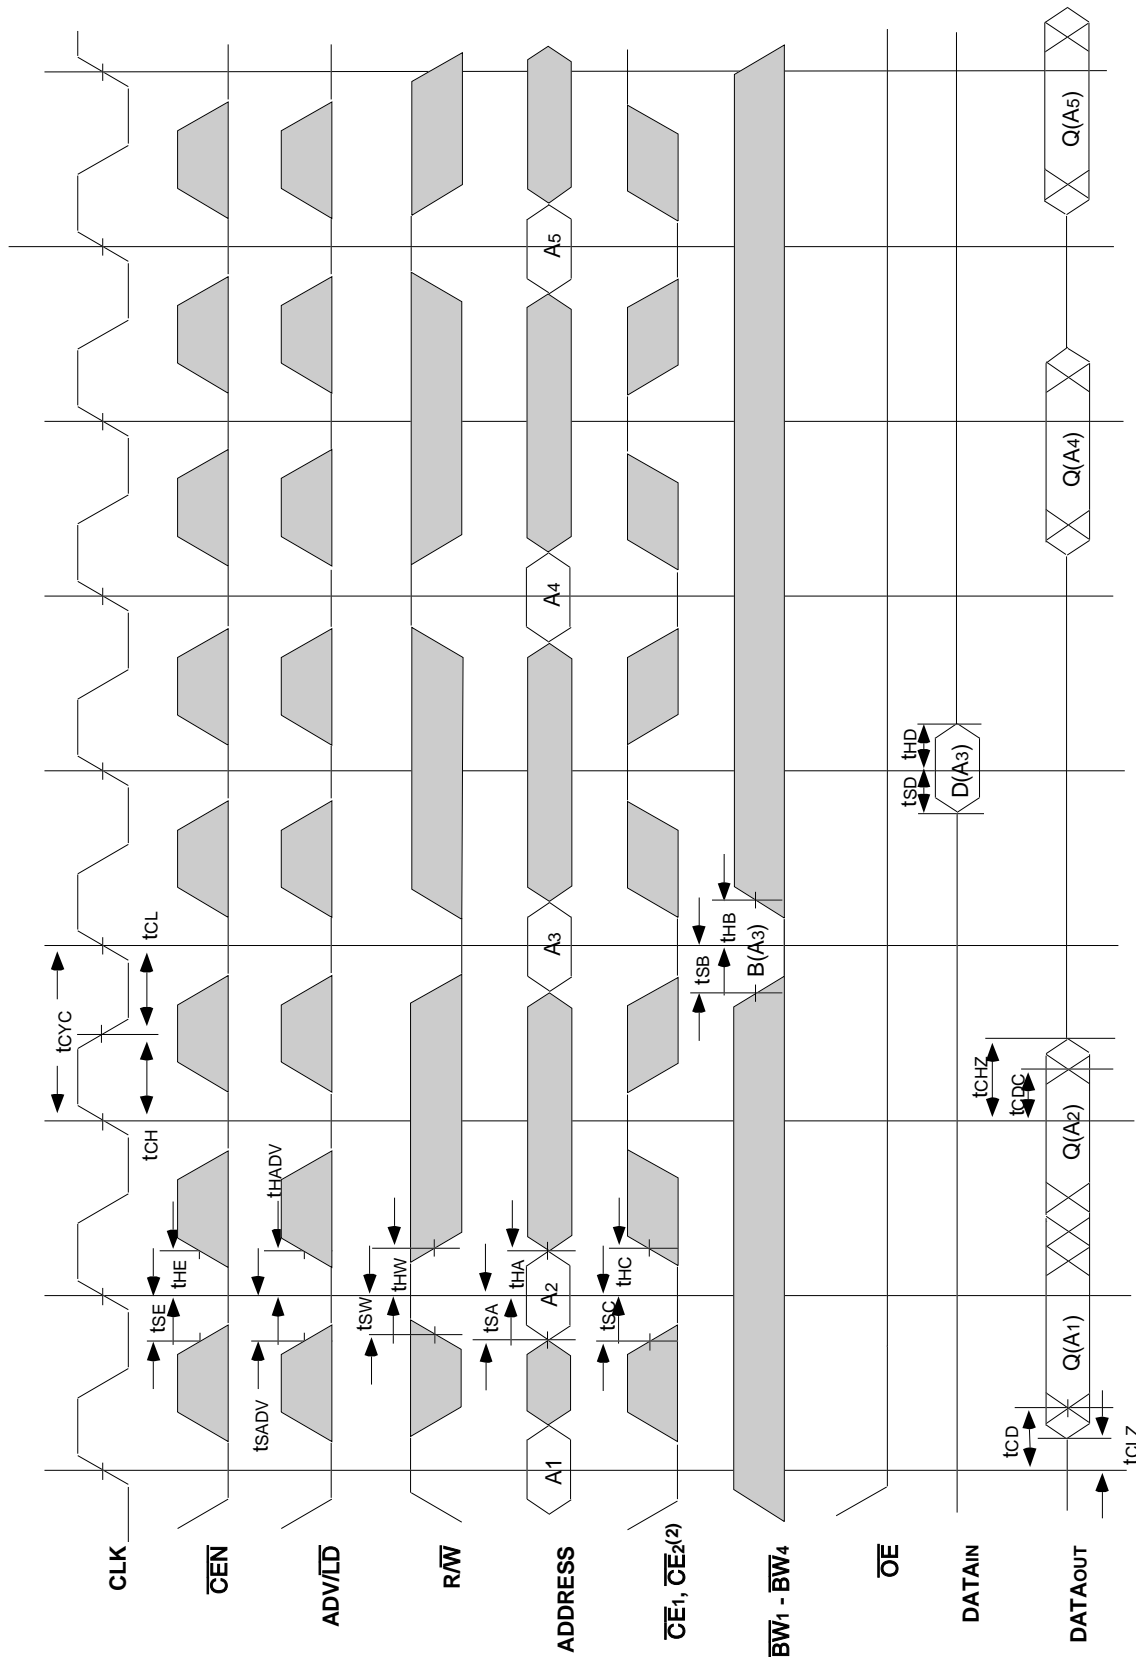 tCYC
tCH
tCL
CLK
tSE
tHE
CEN
tSADV
tHADV
ADV/LD
tSW
tHW
R/W
tSA
tHA
A1
A2
A3
A4
A5
ADDRESS
tSC
tHC
CE1, CE2(2)
tSB
tHB
B(A3)
BW1 - BW4
OE
tSD
tHD
D(A3)
DATAIN
tCD
tCLZ
tCHZ
tCDC
Q(A1)
Q(A2)
Q(A4)
Q(A5)
DATAOUT